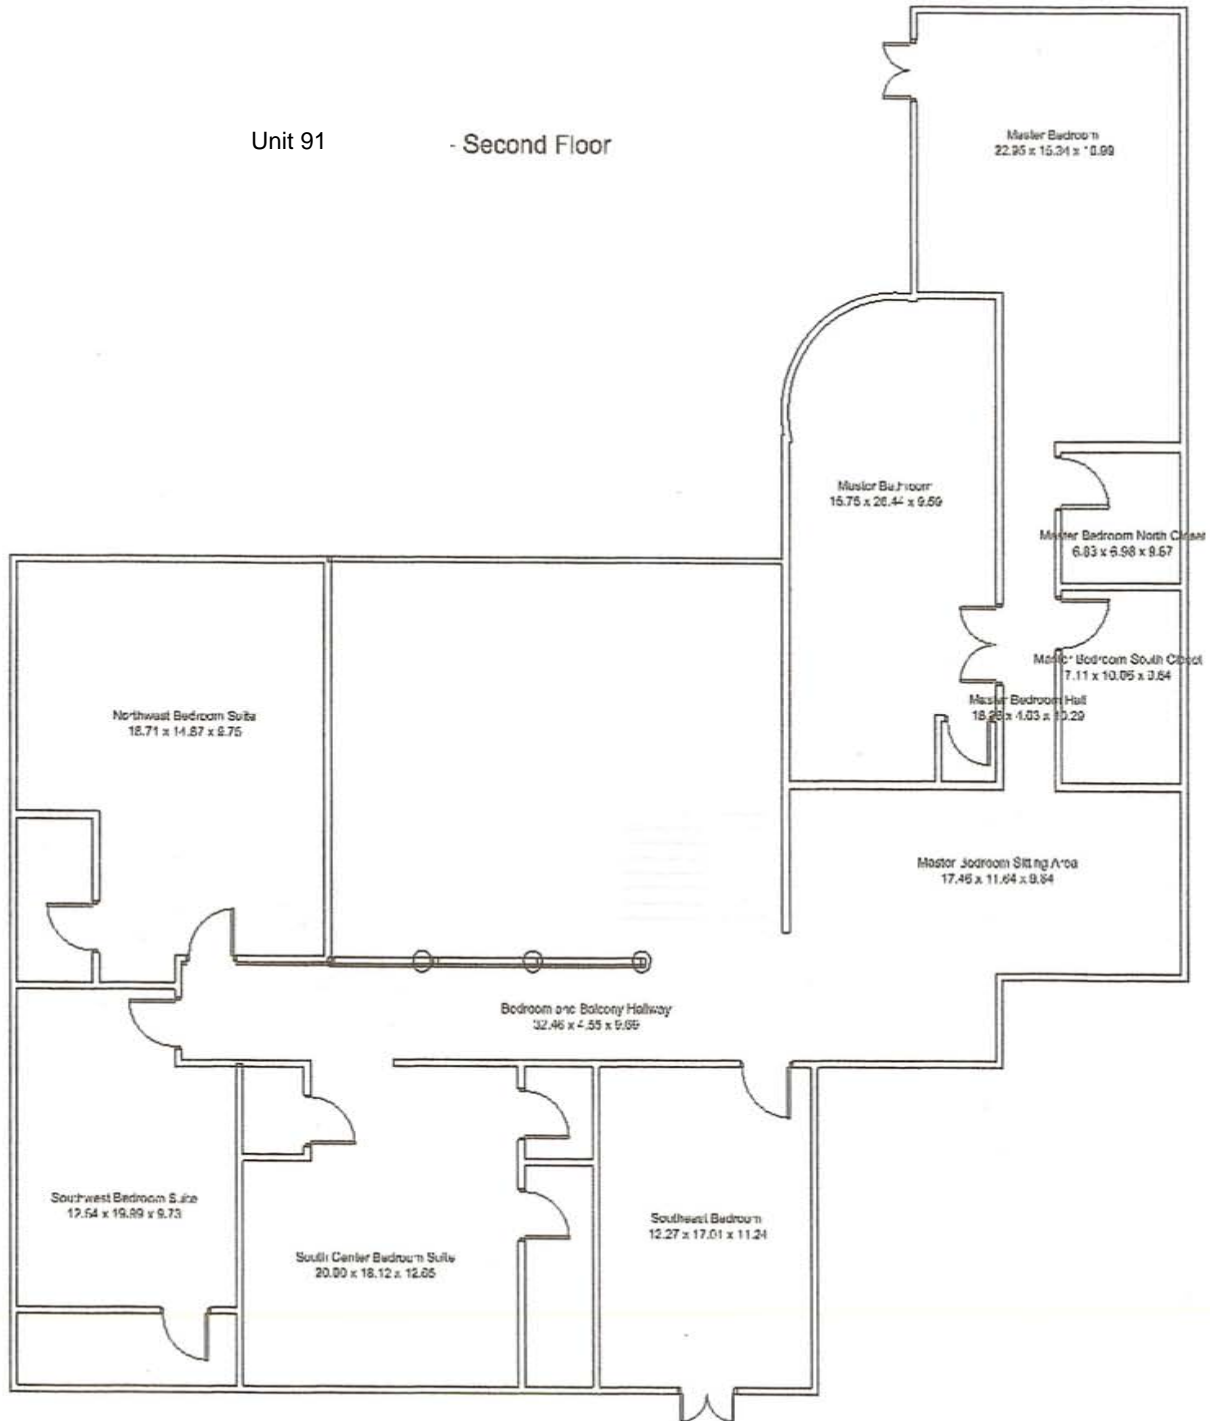 Unit 91 - Second Floor
Master Bedroom
22.95 x 15.34 x 10.99
Master Bathroom
15.75 x 26.44 x 9.59
Master Bedroom North Closet
6.83 x 6.98 x 9.67
Master Bedroom South Closet
7.11 x 10.06 x 9.64
Master Bedroom Hall
x 4.03 x 10.29
Northwest Bedroom Suite
18.71 x 14.87 x 9.75
Master Bedroom Sitting Area
17.46 x 11.64 x 9.84
Bedroom and Balcony Hallway
32.46 x 4.55 x 9.69
Southwest Bedroom Suite
12.54 x 19.89 x 9.73
Southeast Bedroom
12.27 x 17.01 x 11.24
South Center Bedroom Suite
20.90 x 18.12 x 12.65